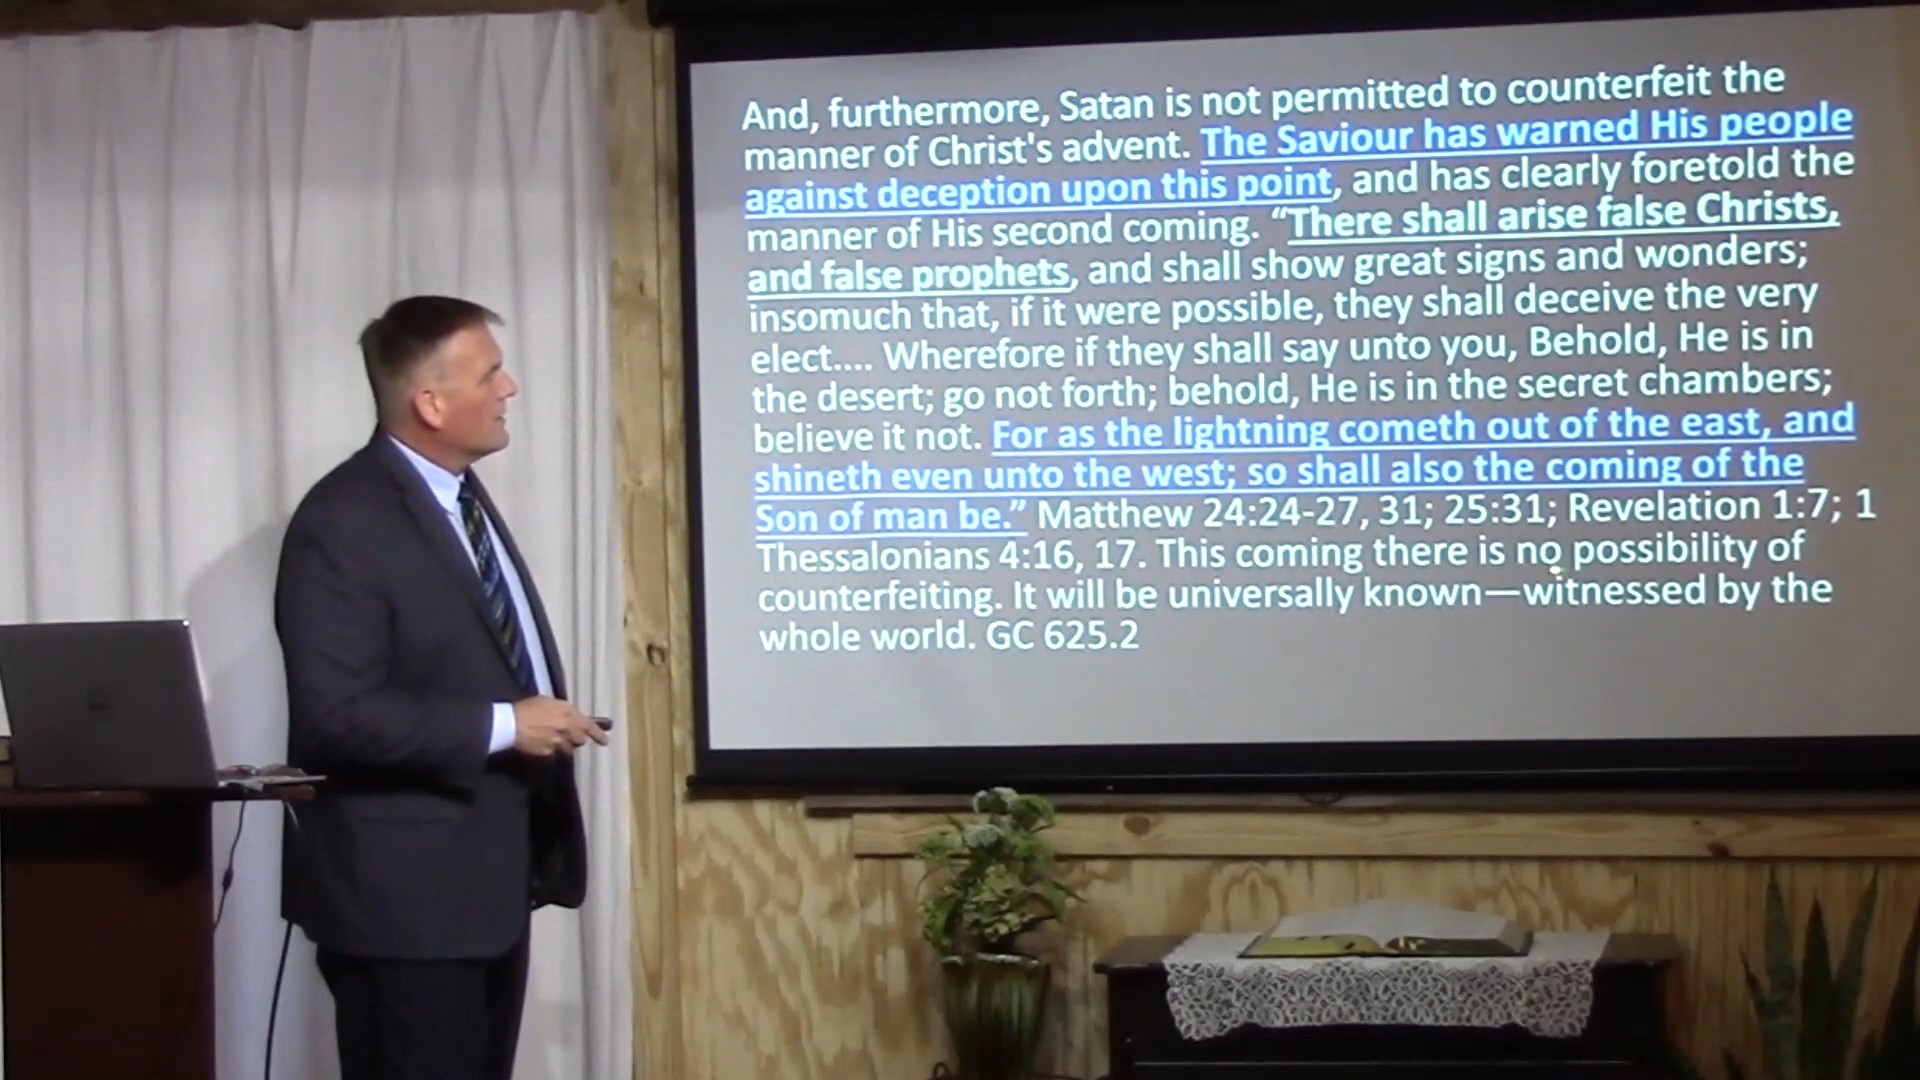 And, furthermore, Satan is not permitted to counterfeit the
manner of Christ's advent. The Saviour has warned His people
against deception upon this point, and has clearly foretold the
manner of His second coming. “There shall arise false Christs,
and false prophets, and shall show great signs and wonders;
insomuch that, if it were possible, they shall deceive the very
elect.... Wherefore if they shall say unto you, Behold, He is in
the desert; go not forth; behold, He is in the secret chambers;
believe it not. For as the lightning cometh out of the east, and
shineth even unto the west; so shall also the coming of the
Son of man be.” Matthew 24:24-27, 31; 25:31; Revelation 1:7; 1
Thessalonians 4:16, 17. This coming there is no possibility of
counterfeiting. It will be universally known—witnessed by the
whole world. GC 625.2